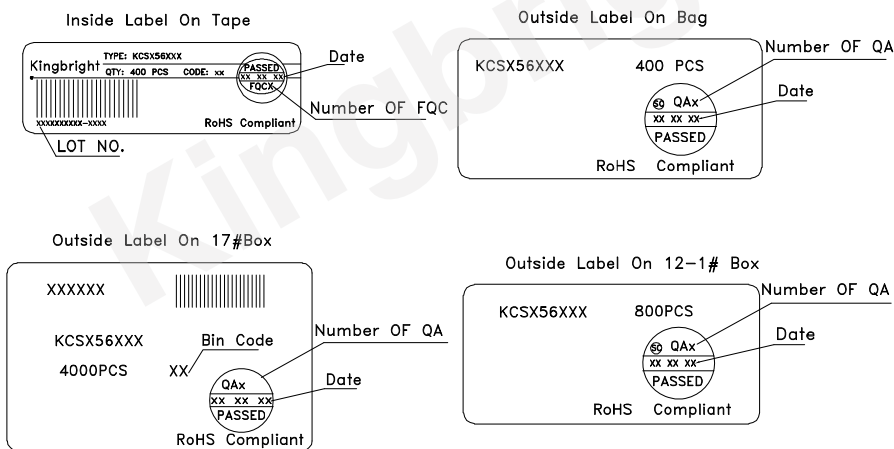 Inside Label On Tape
Kingbright
TYPE: KCSX56XXX
QTY: 400 PCS CODE: xx
PASSED
XX XX XX
FQCX
Date
Number OF FQC
xxxxxxxxxx-xxxx
RoHS Compliant
LOT NO.
Outside Label On Bag
KCSX56XXX 400 PCS
Number OF QA
SC QAx
XX XX XX
PASSED
Date
RoHS Compliant
Outside Label On 17#Box
XXXXXX
KCSX56XXX
4000PCS XX
Bin Code
Number OF QA
QAx
XX XX XX
PASSED
Date
RoHS Compliant
Outside Label On 12-1# Box
KCSX56XXX 800PCS
Number OF QA
SC QAx
XX XX XX
PASSED
Date
RoHS Compliant
Kingbright